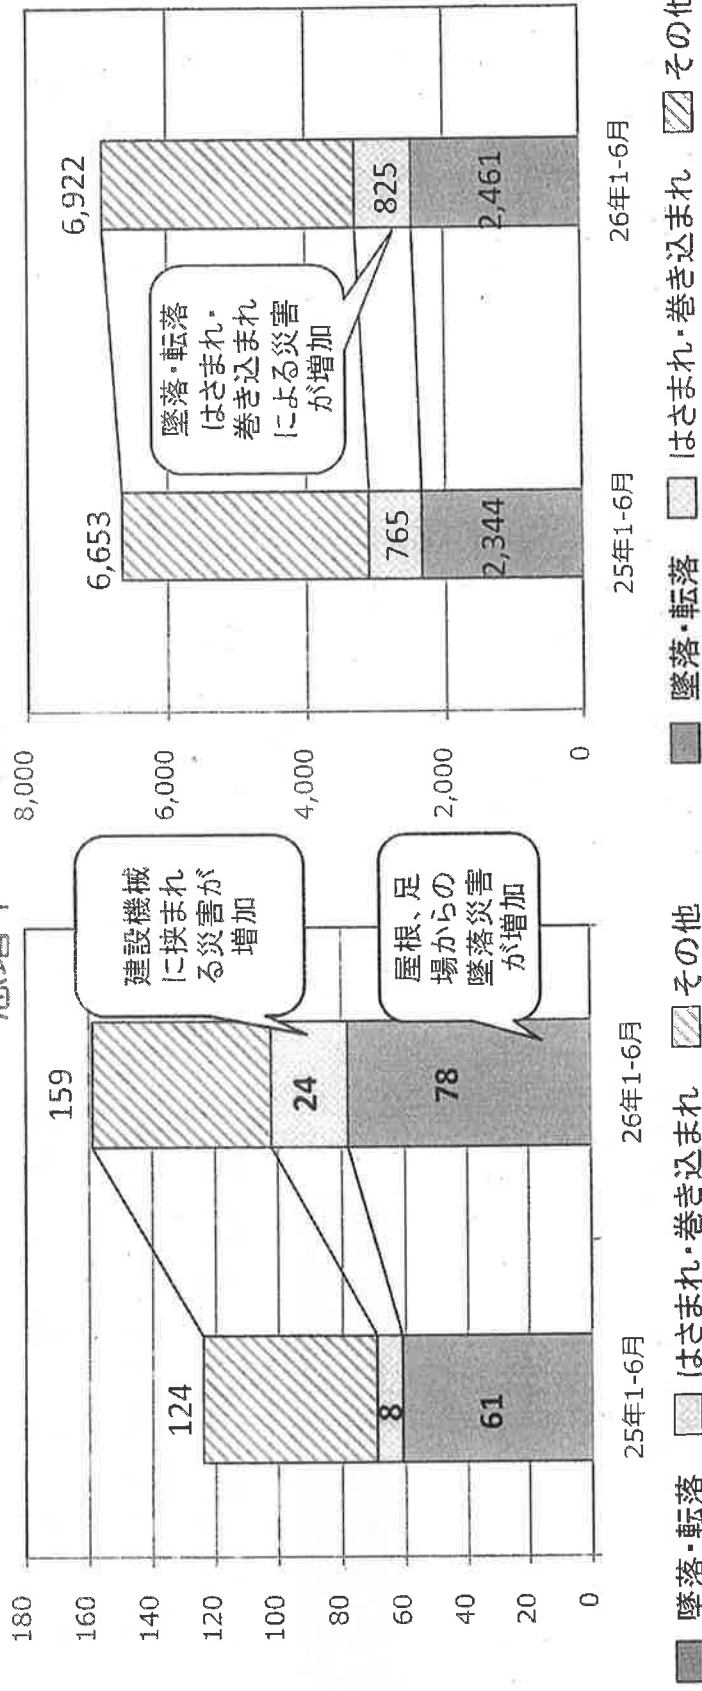 180
160
140
120
100
80
60
40
20
0
124
8
61
159
24
78
建設機械
に挟まれ
る災害が
増加
屋根、足
場からの
墜落災害
が増加
25年1-6月
26年1-6月
墜落・転落 はさまれ・巻き込まれ その他
8,000
6,000
4,000
2,000
0
6,653
765
2,344
6,922
825
2,461
墜落・転落
はさまれ・
巻き込まれ
による災害
が増加
25年1-6月
26年1-6月
墜落・転落 はさまれ・巻き込まれ その他